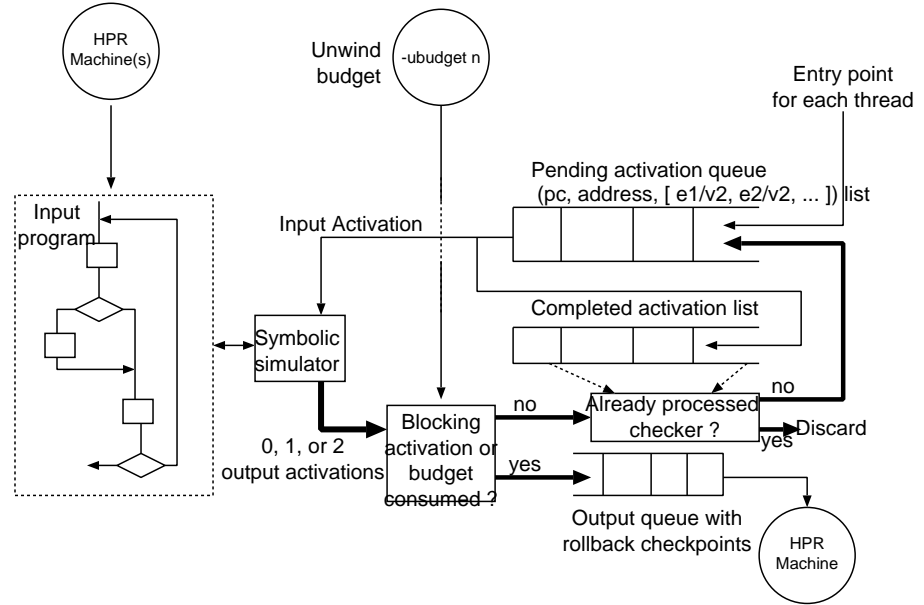 HPR
Machine(s)
Unwind
budget
-ubudget n
Entry point
for each thread
Pending activation queue
(pc, address, [ e1/v2, e2/v2, ... ]) list
Input
program
Input Activation
Completed activation list
Symbolic
simulator
no
Already processed
checker ?
no
yes
Discard
0, 1, or 2
output activations
Blocking
activation or
budget
consumed ?
yes
Output queue with
rollback checkpoints
HPR
Machine